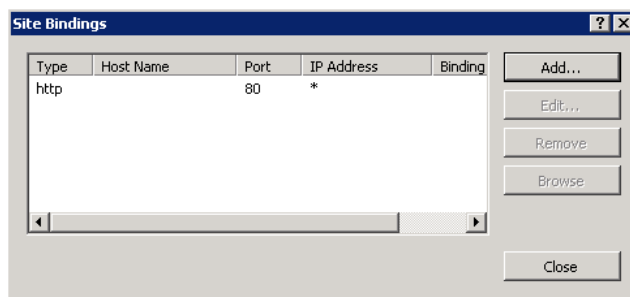 Site Bindings
Type Host Name Port IP Address Binding
http 80 *
Add...
Edit...
Remove
Browse
Close